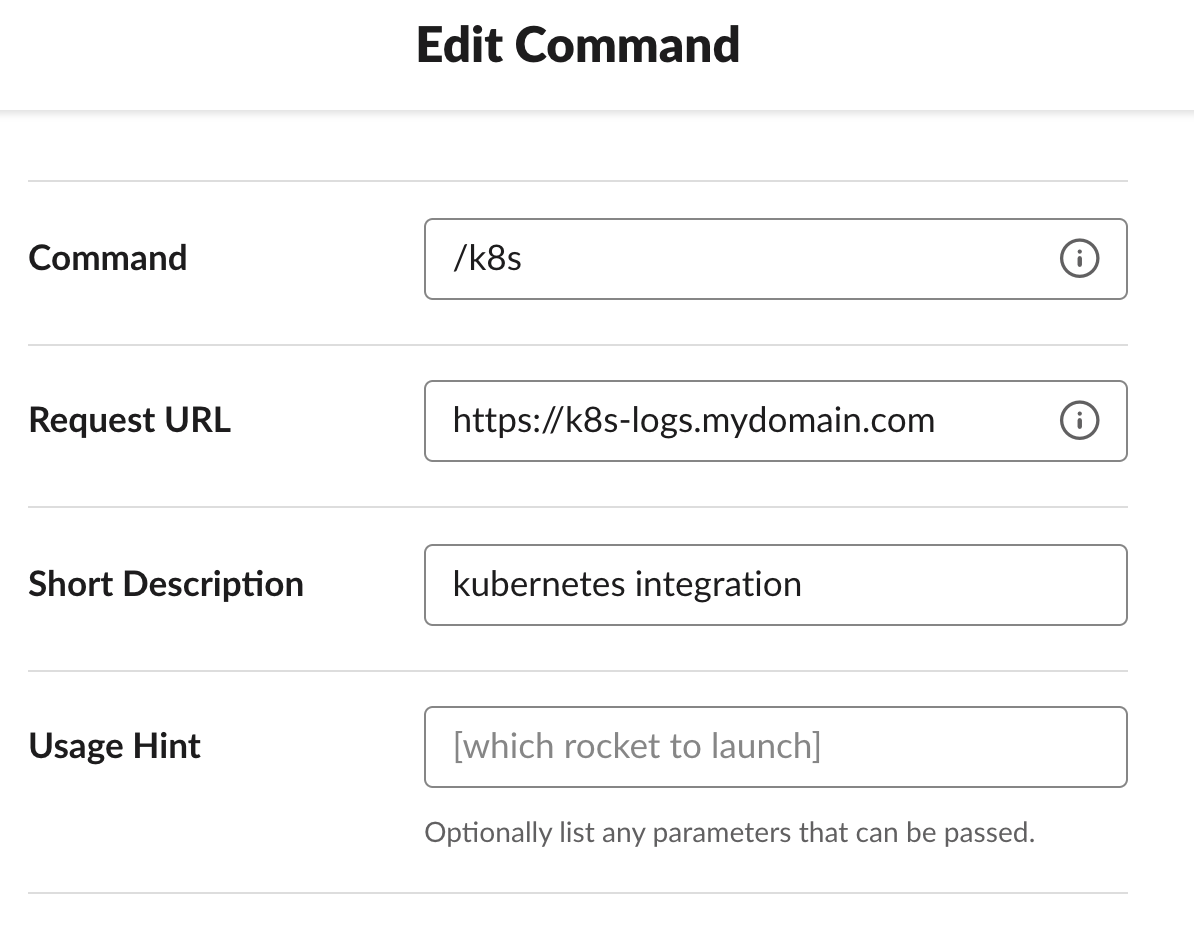 Edit Command
Command
/k8s
Request URL
https://k8s-logs.mydomain.com
Short Description
kubernetes integration
Usage Hint
[which rocket to launch]
Optionally list any parameters that can be passed.